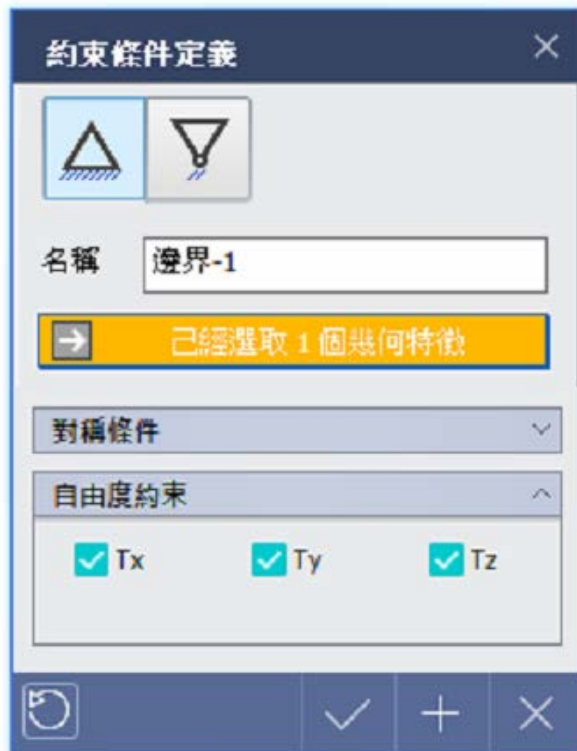 約束條件定義
名稱 邊界-1
已經選取 1 個幾何特徵
對稱條件
自由度約束
Tx Ty Tz